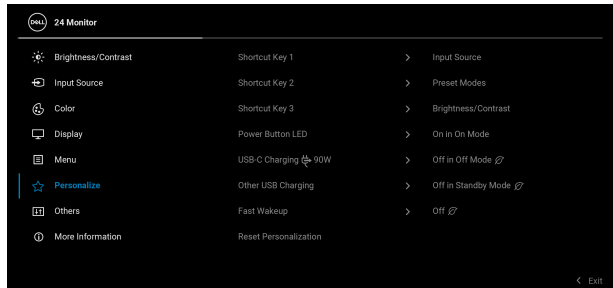 DELL 24 Monitor
Brightness/Contrast Shortcut Key 1 > Input Source
Input Source Shortcut Key 2 > Preset Modes
Color Shortcut Key 3 > Brightness/Contrast
Display Power Button LED > On in On Mode
Menu USB-C Charging 90W > Off in Off Mode
Personalize Other USB Charging > Off in Standby Mode
Others Fast Wakeup > Off
More Information Reset Personalization
< Exit